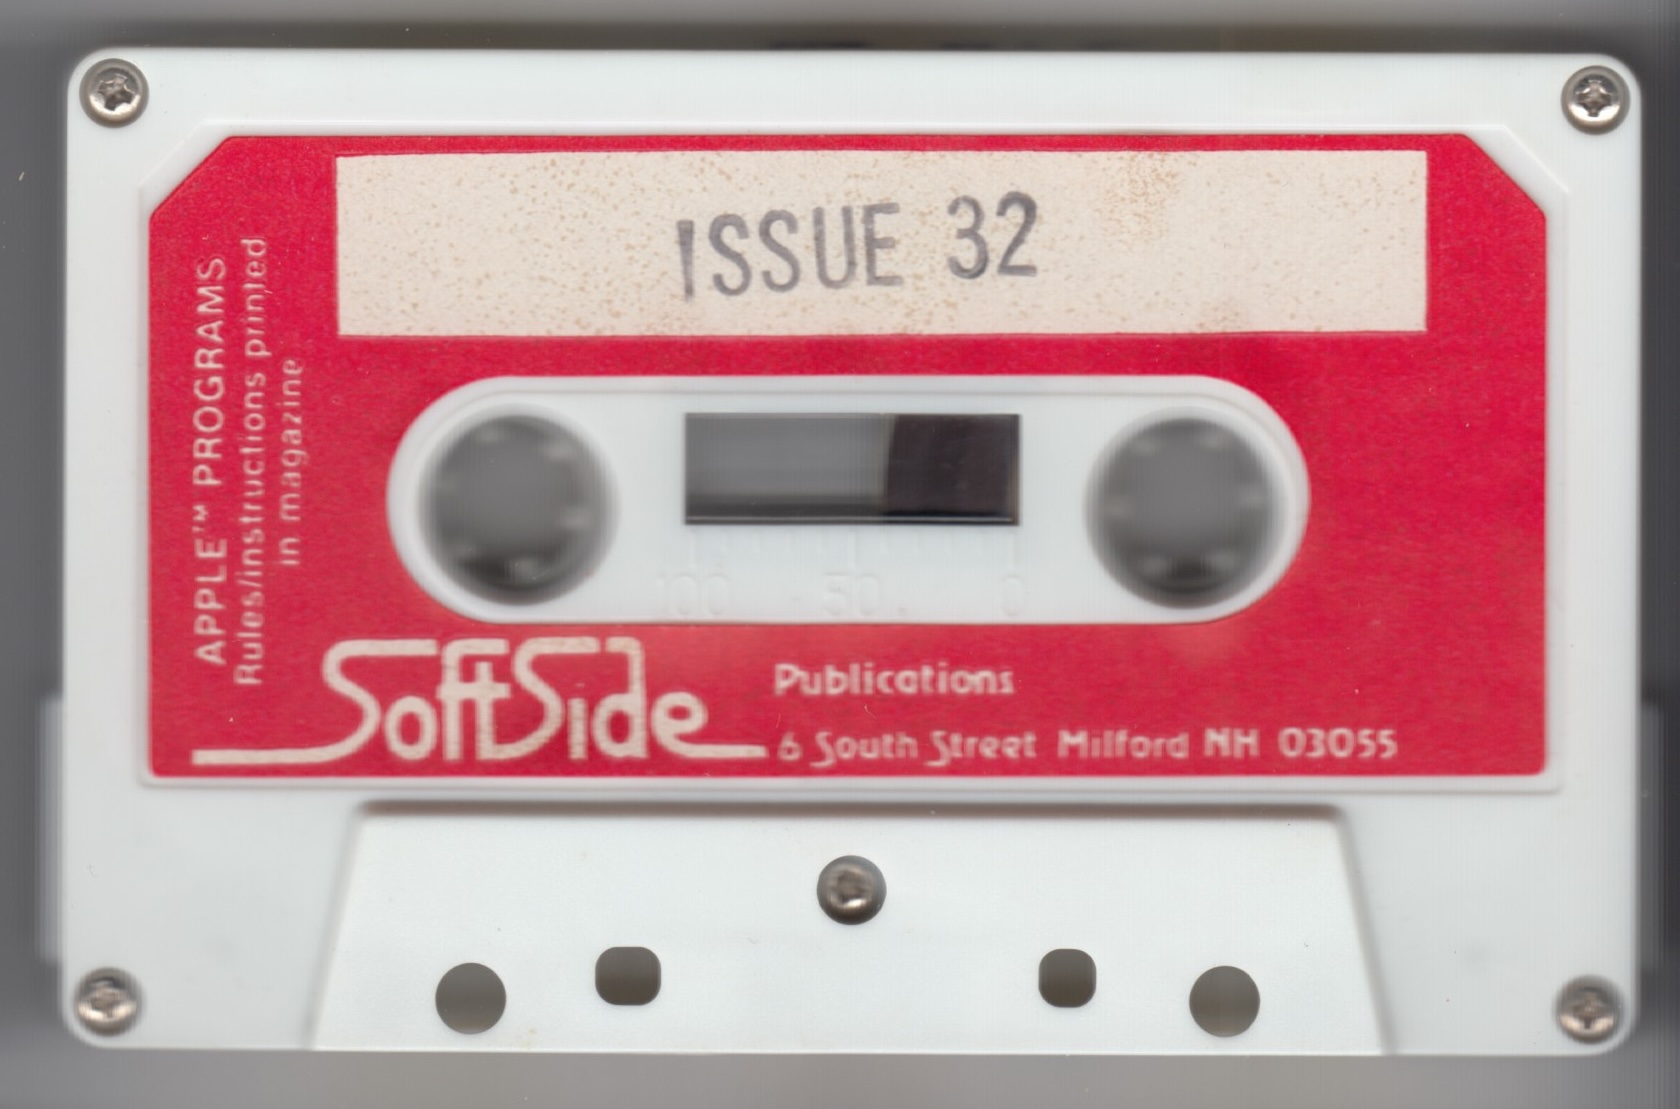 ISSUE 32
APPLE™ PROGRAMS
Rules/instructions printed
in magazine
100 50 0
SoftSide
Publications
6 South Street Milford NH 03055